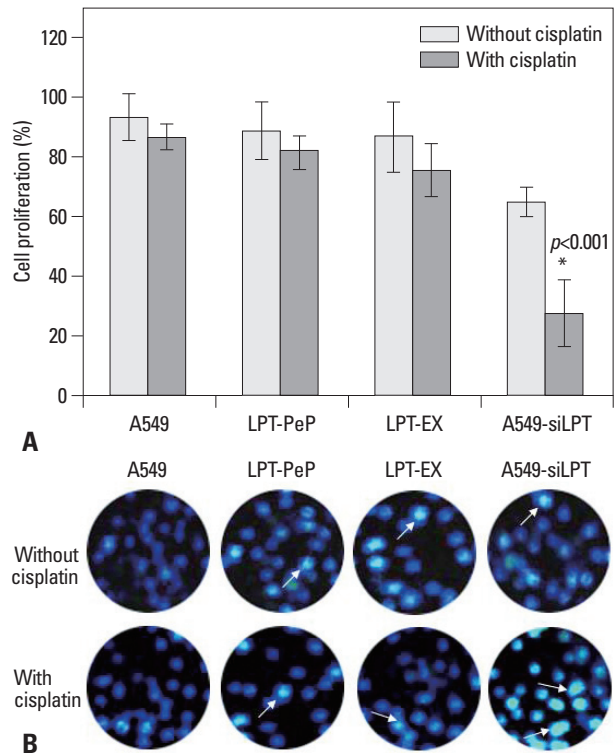 120
100
80
60
40
20
0
Cell proliferation (%)
Without cisplatin
With cisplatin
p<0.001
*
A549 LPT-PeP LPT-EX A549-siLPT
A
A549 LPT-PeP LPT-EX A549-siLPT
Without
cisplatin
With
cisplatin
B